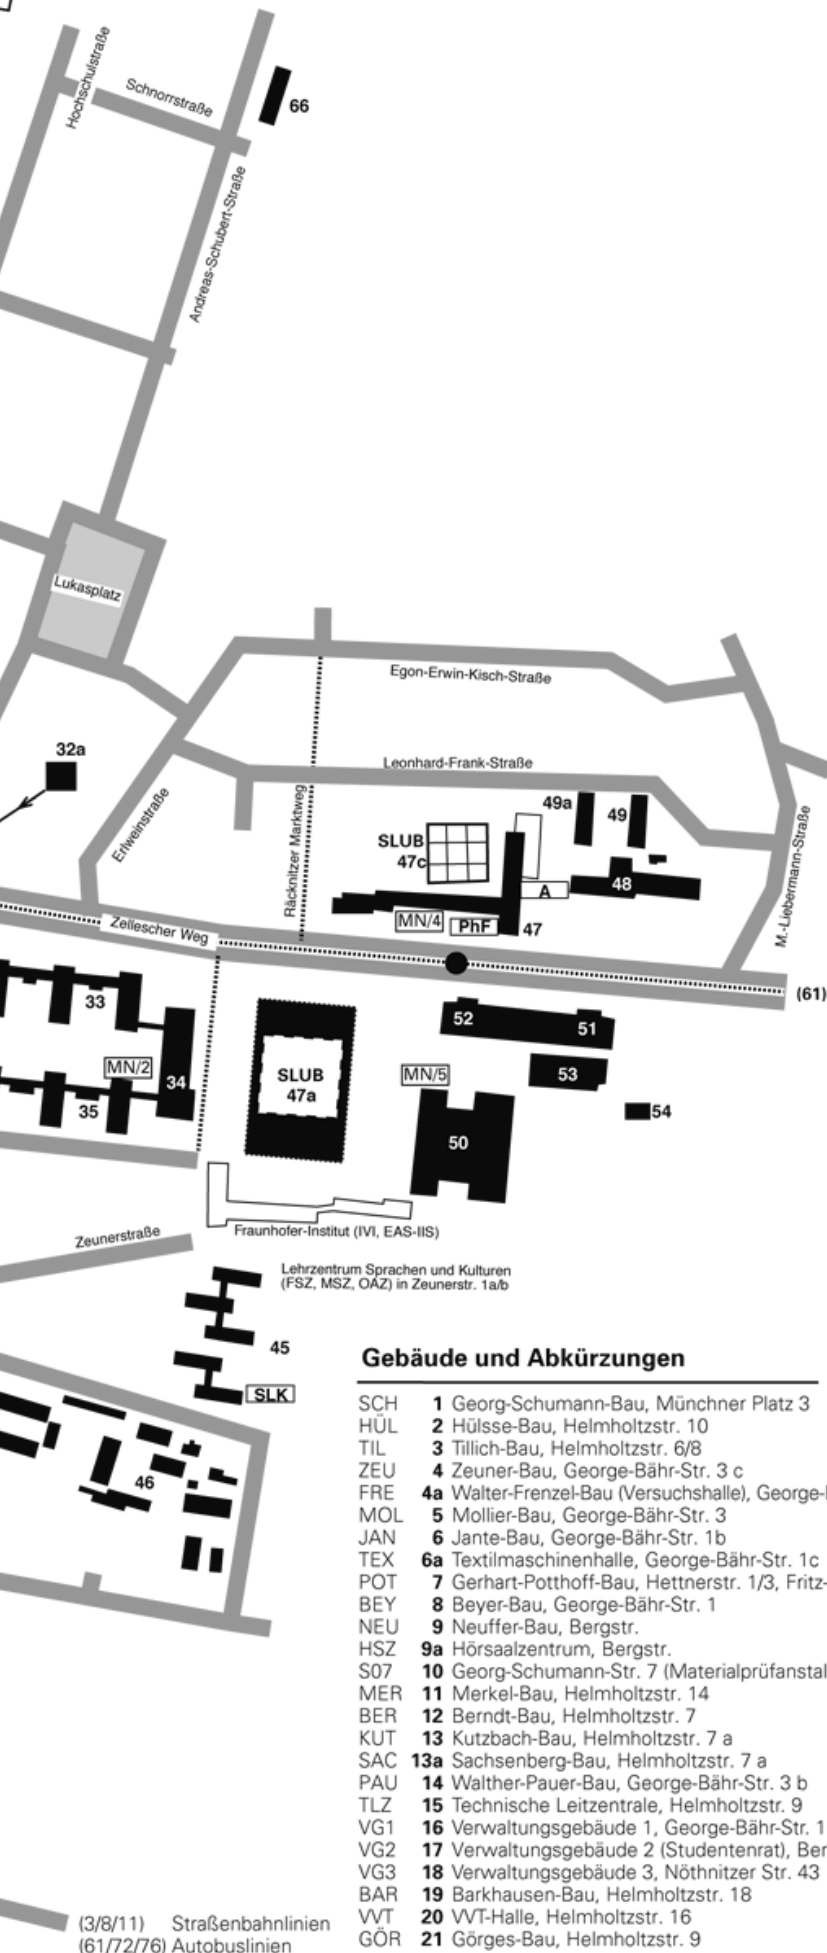 Hochschulstraße
Schnorrstraße
66
Andreas-Schubert-Straße
Lukasplatz
Egon-Erwin-Kisch-Straße
32a
Leonhard-Frank-Straße
Erlweinstraße
Räcknitzer Marktweg
49a
49
SLUB
47c
M.-Liebermann-Straße
48
A
MN/4
PhF
47
Zellescher Weg
(61)
33
52
51
MN/2
34
SLUB
47a
MN/5
53
35
54
50
Fraunhofer-Institut (IVI, EAS-IIS)
Zeunerstraße
Lehrzentrum Sprachen und Kulturen
(FSZ, MSZ, OAZ) in Zeunerstr. 1a/b
45
SLK
46
Gebäude und Abkürzungen
SCH 1 Georg-Schumann-Bau, Münchner Platz 3
HÜL 2 Hülsse-Bau, Helmholtzstr. 10
TIL 3 Tillich-Bau, Helmholtzstr. 6/8
ZEU 4 Zeuner-Bau, George-Bähr-Str. 3 c
FRE 4a Walter-Frenzel-Bau (Versuchshalle), George-
MOL 5 Mollier-Bau, George-Bähr-Str. 3
JAN 6 Jante-Bau, George-Bähr-Str. 1b
TEX 6a Textilmaschinenhalle, George-Bähr-Str. 1c
POT 7 Gerhart-Potthoff-Bau, Hettnerstr. 1/3, Fritz-
BEY 8 Beyer-Bau, George-Bähr-Str. 1
NEU 9 Neuffer-Bau, Bergstr.
HSZ 9a Hörsaalzentrum, Bergstr.
S07 10 Georg-Schumann-Str. 7 (Materialprüfanstal
MER 11 Merkel-Bau, Helmholtzstr. 14
BER 12 Berndt-Bau, Helmholtzstr. 7
KUT 13 Kutzbach-Bau, Helmholtzstr. 7 a
SAC 13a Sachsenberg-Bau, Helmholtzstr. 7 a
PAU 14 Walther-Pauer-Bau, George-Bähr-Str. 3 b
TLZ 15 Technische Leitzentrale, Helmholtzstr. 9
VG1 16 Verwaltungsgebäude 1, George-Bähr-Str. 1
VG2 17 Verwaltungsgebäude 2 (Studentenrat), Ber
VG3 18 Verwaltungsgebäude 3, Nöthnitzer Str. 43
BAR 19 Barkhausen-Bau, Helmholtzstr. 18
VVT 20 VVT-Halle, Helmholtzstr. 16
GÖR 21 Görges-Bau, Helmholtzstr. 9
(3/8/11) Straßenbahnlinien
(61/72/76) Autobuslinien